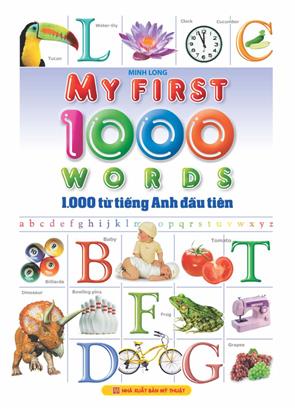 Water-lily
Clock
Cucumber
L
C
Tucan
MINH LONG
MY FIRST
1000
WORDS
1.000 từ tiếng Anh đầu tiên
a b c d e f g h i j k l m n o p q r s t u v w x y z
Baby
Tomato
B
T
Billiards
Dinosaur
Bowling pins
Frog
F
Grapes
D
G
NHÀ XUẤT BẢN MỸ THUẬT